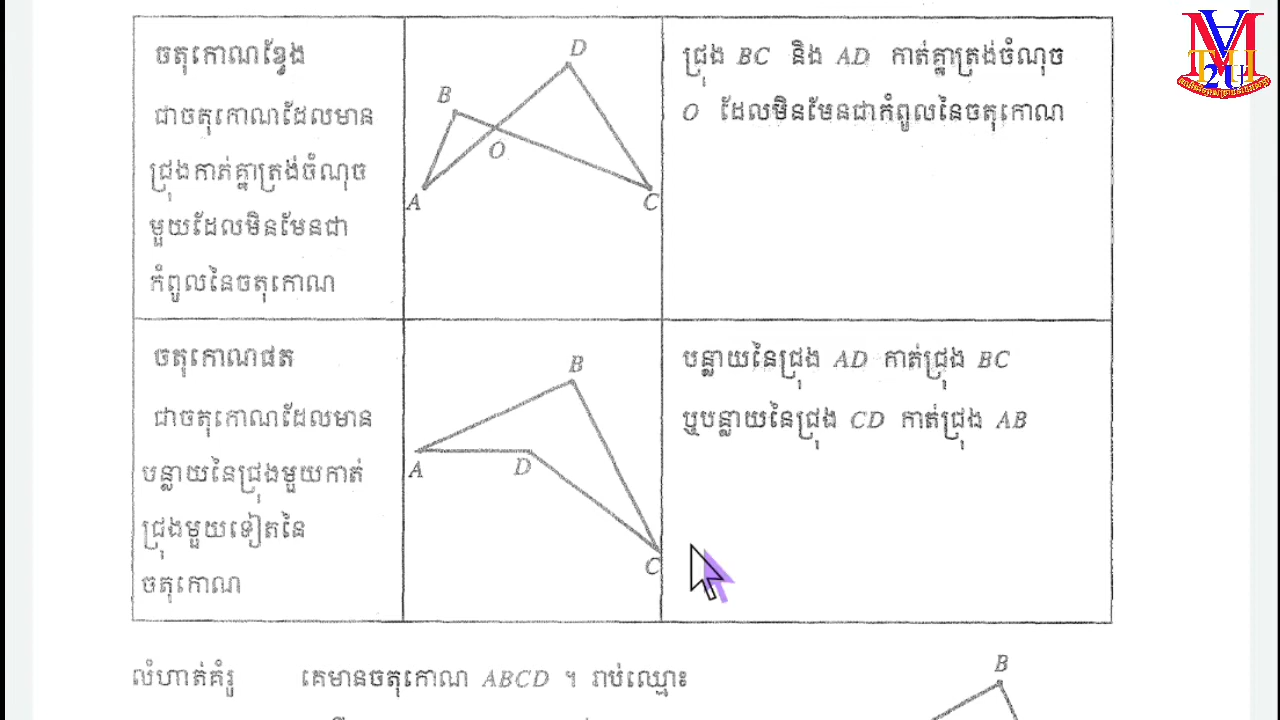 ចតុកោណខ្វែង
ជាចតុកោណដែលមាន
ជ្រុងកាត់គ្នាត្រង់ចំណុច
មួយដែលមិនមែនជា
កំពូលនៃចតុកោណ
D
B
O
A
C
ជ្រុង BC និង AD កាត់គ្នាត្រង់ចំណុច
O ដែលមិនមែនជាកំពូលនៃចតុកោណ
ចតុកោណផត
ជាចតុកោណដែលមាន
បន្លាយនៃជ្រុងមួយកាត់
ជ្រុងមួយទៀតនៃ
ចតុកោណ
B
A
D
C
បន្លាយនៃជ្រុង AD កាត់ជ្រុង BC
ឬបន្លាយនៃជ្រុង CD កាត់ជ្រុង AB
លំហាត់គំរូ គេមានចតុកោណ ABCD ។ រាប់ឈ្មោះ
B